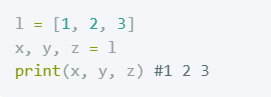 l = [1, 2, 3]
x, y, z = l
print(x, y, z) #1 2 3